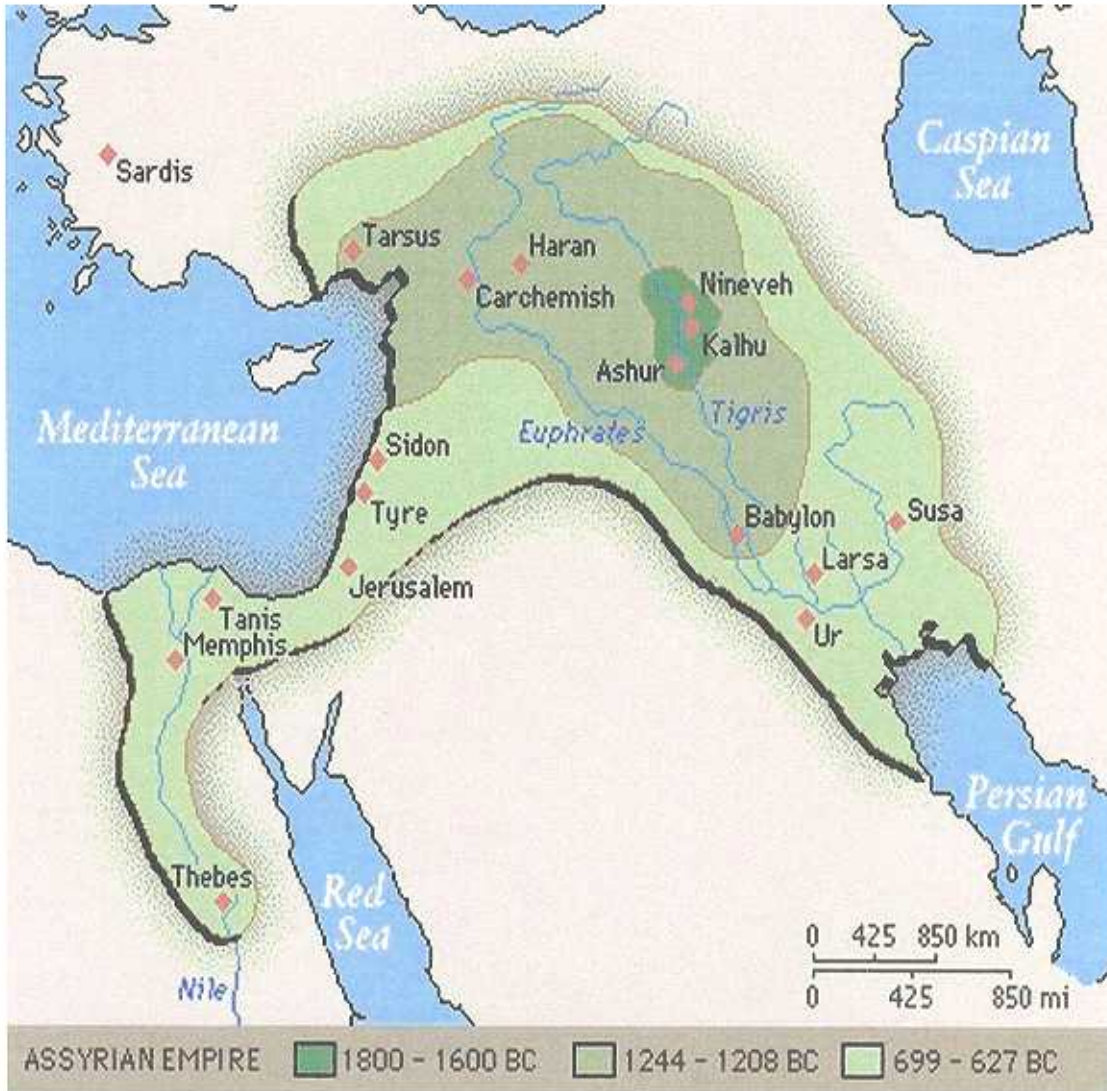 Caspian
Sea
Sardis
Tarsus
Haran
Carchemish
Nineveh
Kalhu
Ashur
Tigris
Euphrates
Mediterranean
Sea
Sidon
Tyre
Babylon
Susa
Larsa
Jerusalem
Tanis
Memphis
Ur
Persian
Gulf
Thebes
Red
Sea
Nile
0 425 850 km
0 425 850 mi
ASSYRIAN EMPIRE 1800 - 1600 BC 1244 - 1208 BC 699 - 627 BC